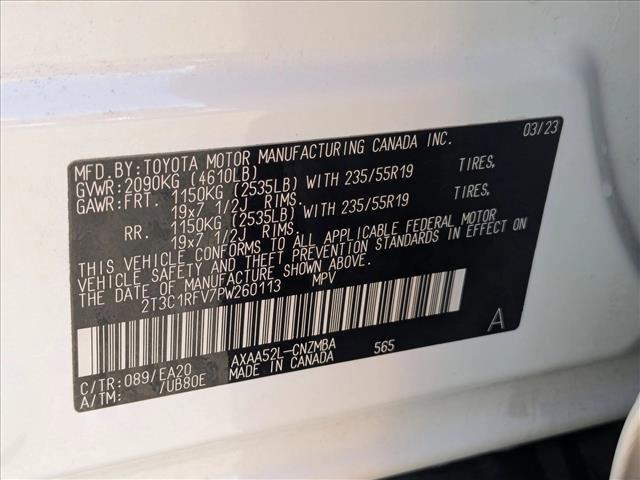 MFD. BY: TOYOTA MOTOR MANUFACTURING CANADA INC. 03/23
GVWR: 2090KG (4610LB)
GAWR: FRT. 1150KG (2535LB) WITH 235/55R19 TIRES,
19x7 1/2J RIMS.
RR. 1150KG (2535LB) WITH 235/55R19 TIRES,
19x7 1/2J RIMS.
THIS VEHICLE CONFORMS TO ALL APPLICABLE FEDERAL MOTOR
VEHICLE SAFETY AND THEFT PREVENTION STANDARDS IN EFFECT ON
THE DATE OF MANUFACTURE SHOWN ABOVE.
2T3C1RFV7PW260113 MPV
A
C/TR: 089/EA20 AXAA52L-CNZMBA 565
A/TM: /UB80E MADE IN CANADA